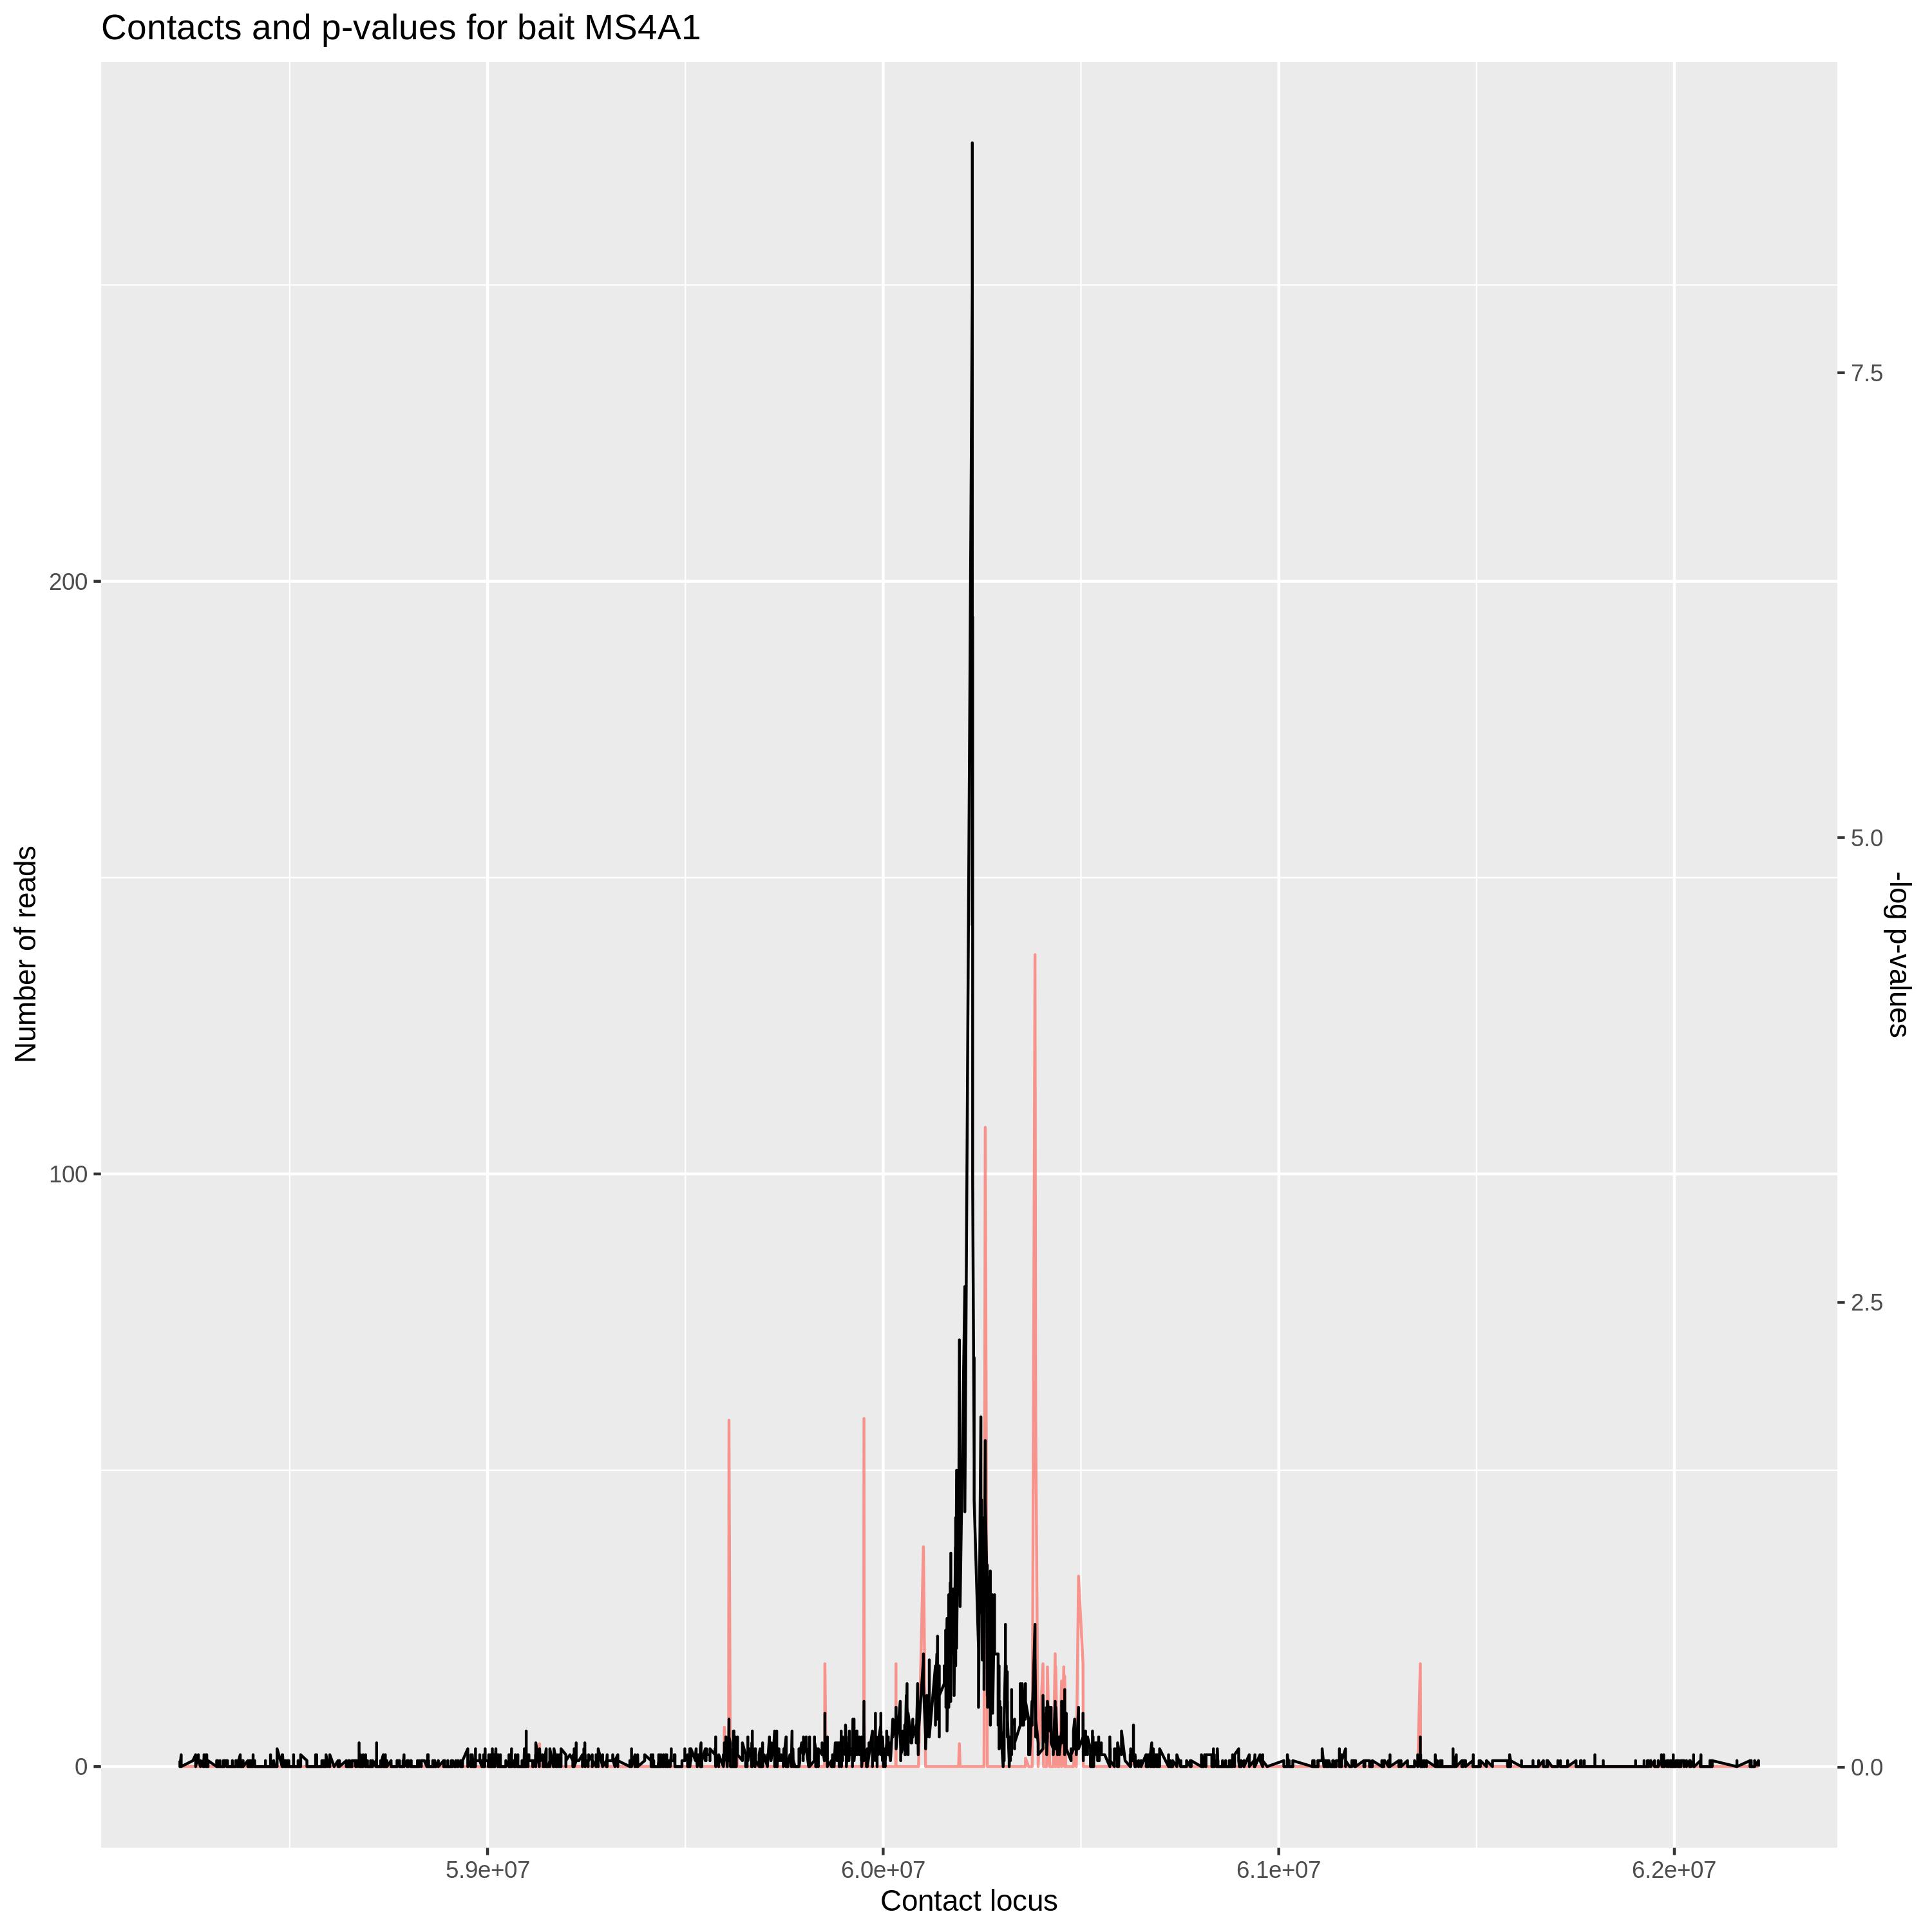 Contacts and p-values for bait MS4A1
Number of reads
200
100
0
7.5
5.0
2.5
0.0
-log p-values
5.9e+07 6.0e+07 6.1e+07 6.2e+07
Contact locus